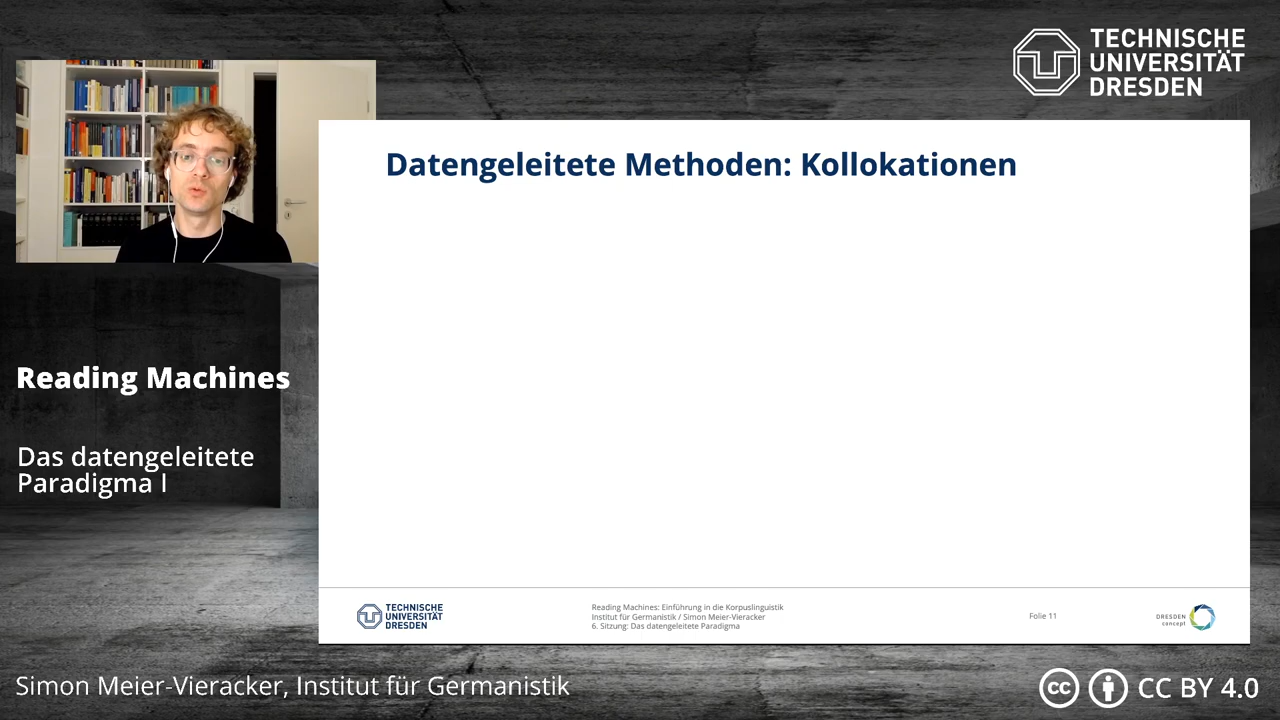 TECHNISCHE
UNIVERSITÄT
DRESDEN
Datengeleitete Methoden: Kollokationen
Reading Machines
Das datengeleitete
Paradigma I
TECHNISCHE
UNIVERSITÄT
DRESDEN
Reading Machines: Einführung in die Korpuslinguistik
Institut für Germanistik / Simon Meier-Vieracker
6. Sitzung: Das datengeleitete Paradigma
Folie 11
DRESDEN
concept
Simon Meier-Vieracker, Institut für Germanistik
cc CC BY 4.0